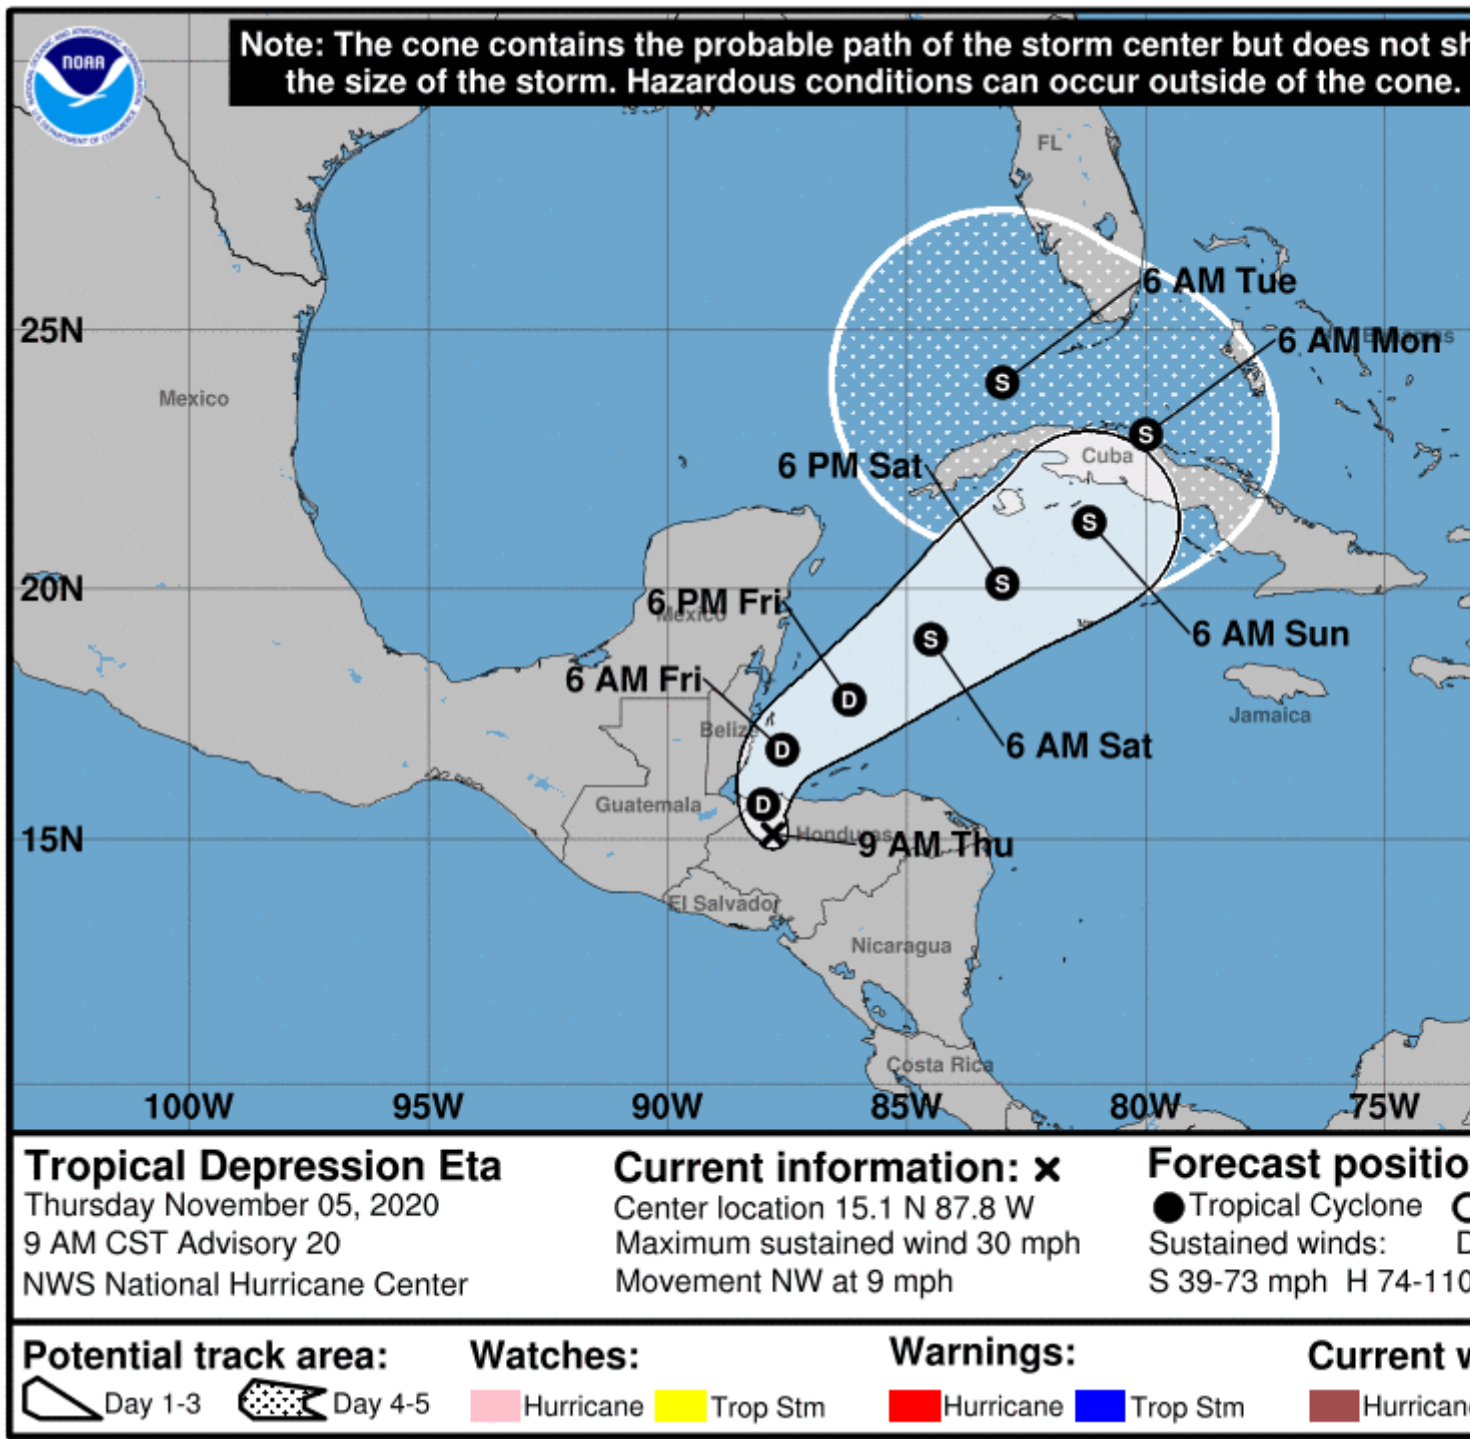 Note: The cone contains the probable path of the storm center but does not sh
the size of the storm. Hazardous conditions can occur outside of the cone.
NOAA
FL
6 AM Tue
25N
6 AM Mon
Bahamas
Mexico
S
S
6 PM Sat
Cuba
S
20N
S
6 PM Fri
Mexico
6 AM Sun
S
6 AM Fri
D
Jamaica
Belize
D
6 AM Sat
Guatemala
D
15N
Honduras
9 AM Thu
El Salvador
Nicaragua
Costa Rica
100W 95W 90W 85W 80W 75W
Tropical Depression Eta
Thursday November 05, 2020
9 AM CST Advisory 20
NWS National Hurricane Center
Current information: ×
Center location 15.1 N 87.8 W
Maximum sustained wind 30 mph
Movement NW at 9 mph
Forecast positio
Tropical Cyclone
Sustained winds: D
S 39-73 mph H 74-110
Potential track area:
Day 1-3 Day 4-5
Watches:
Hurricane Trop Stm
Warnings:
Hurricane Trop Stm
Current w
Hurrican